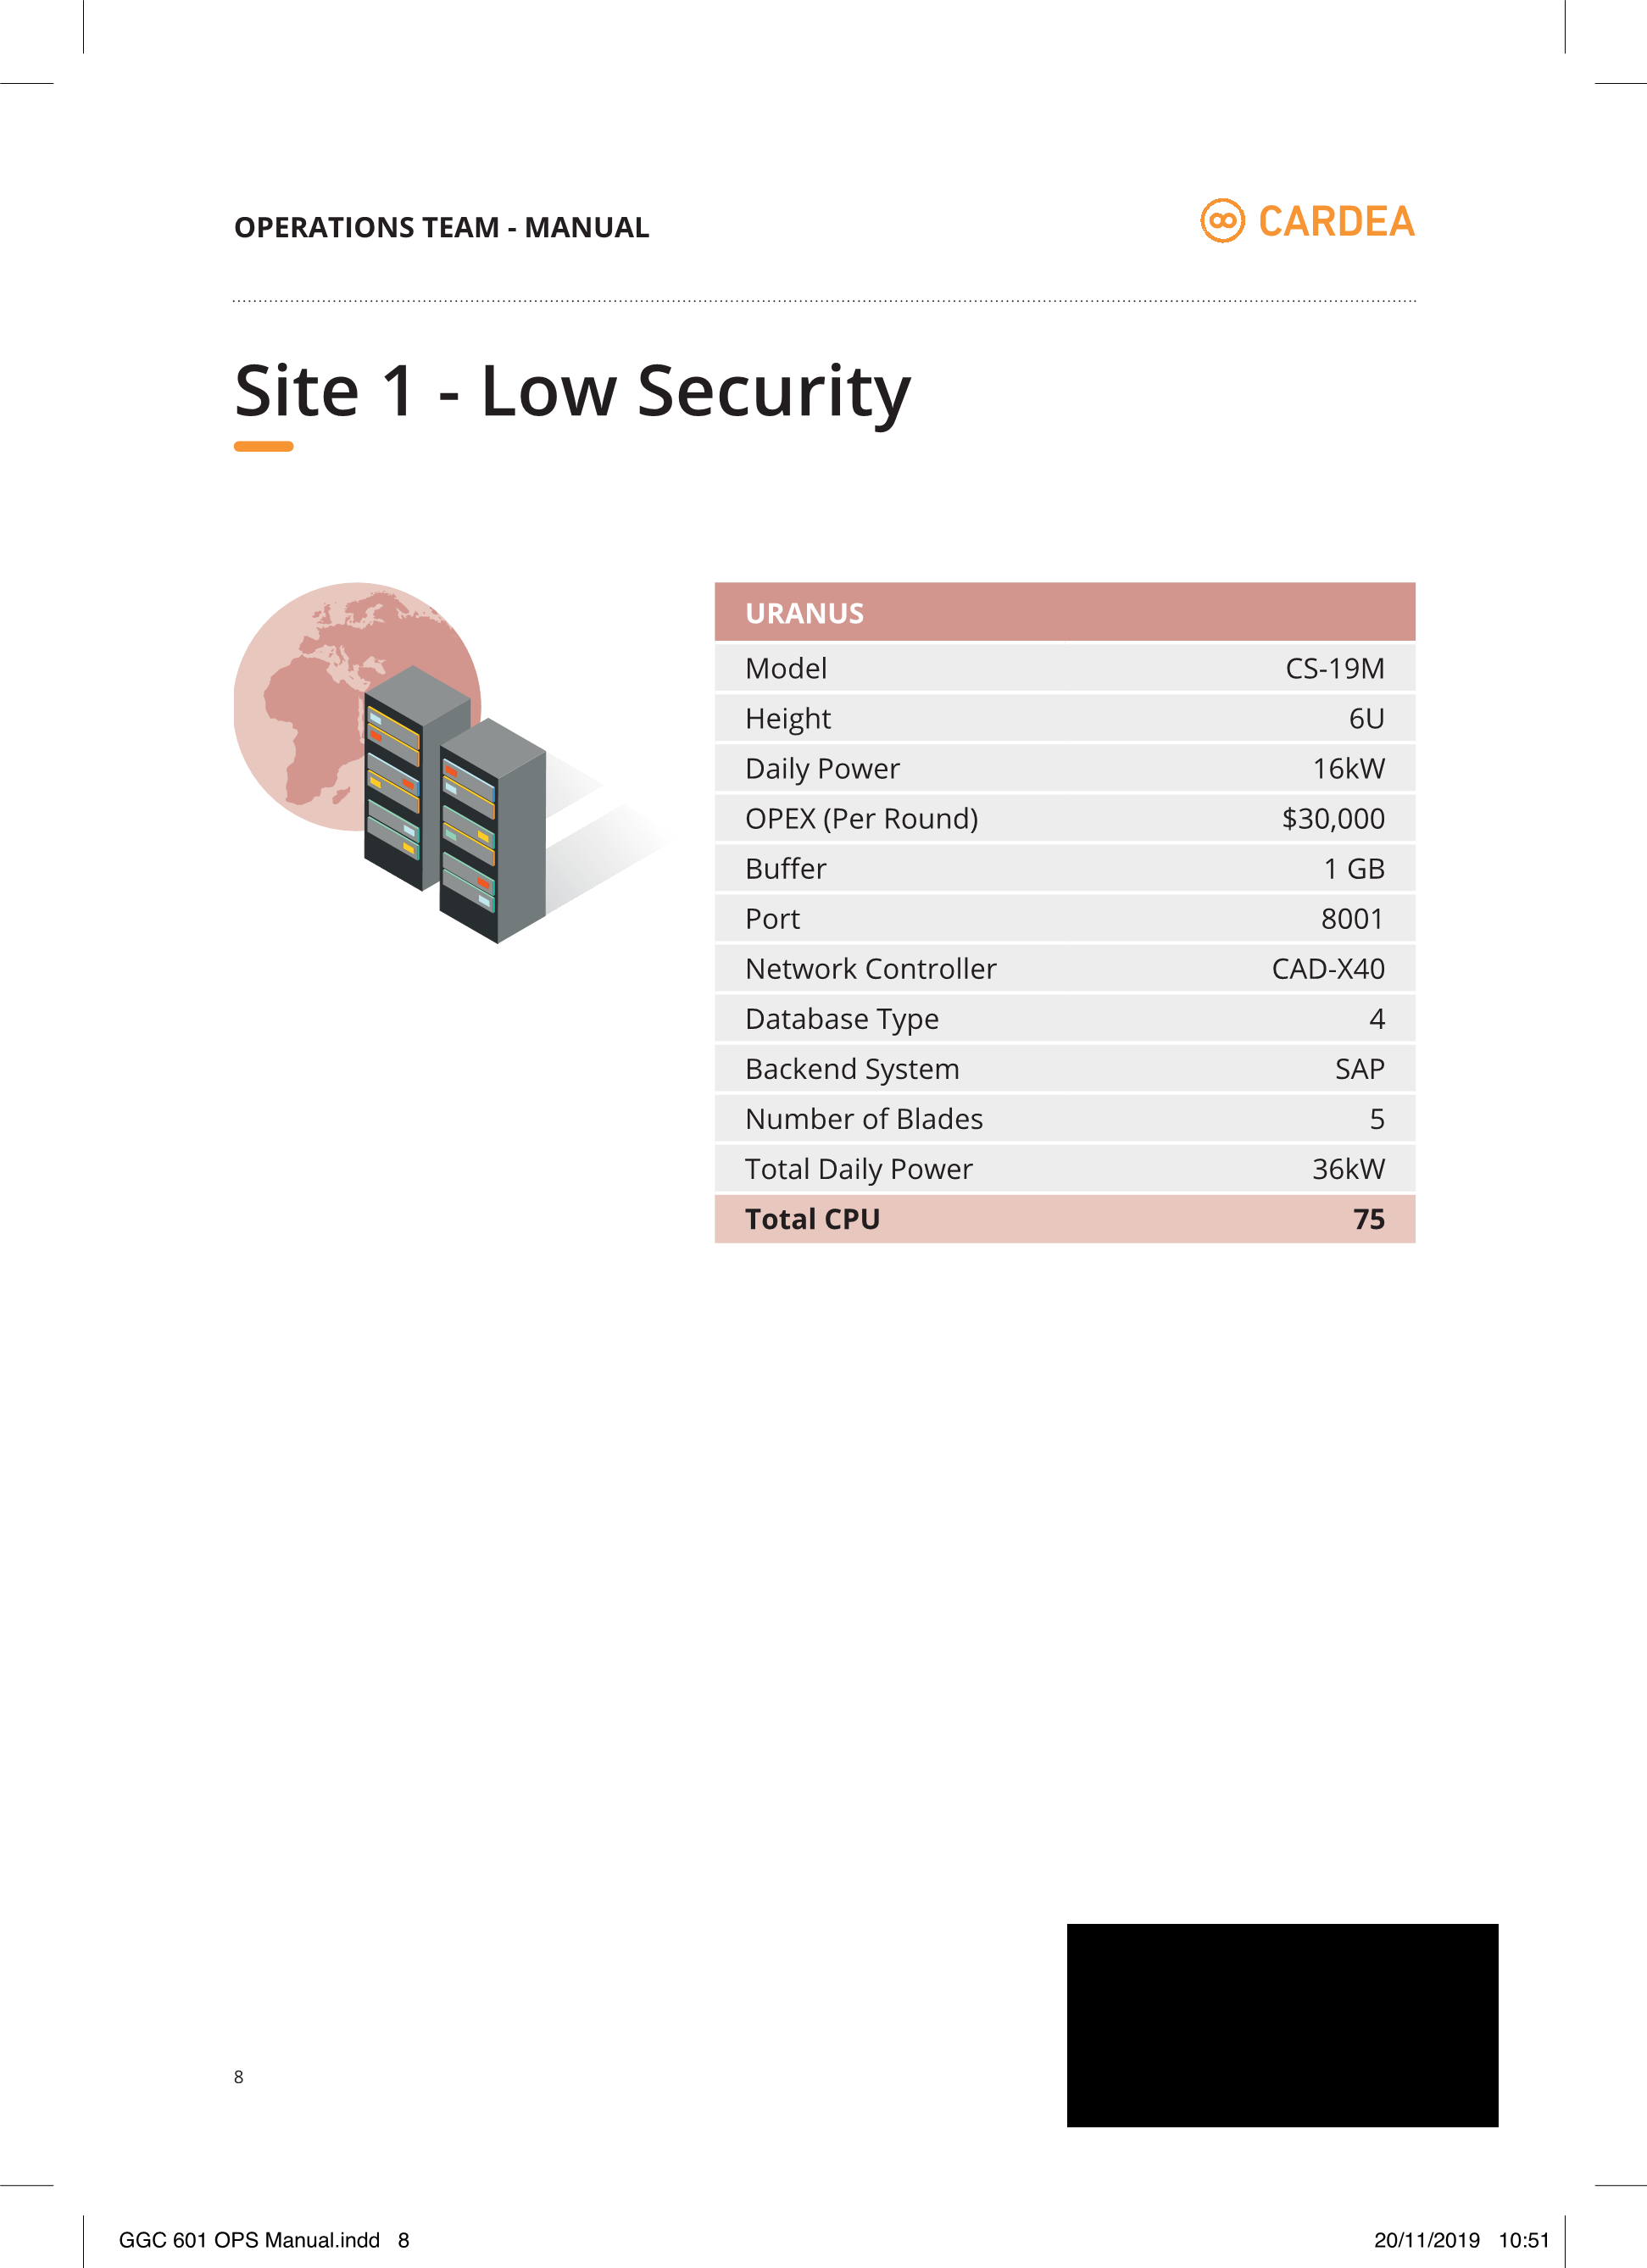 OPERATIONS TEAM - MANUAL
CARDEA
Site 1 - Low Security
URANUS
Model CS-19M
Height 6U
Daily Power 16kW
OPEX (Per Round) $30,000
Buffer 1 GB
Port 8001
Network Controller CAD-X40
Database Type 4
Backend System SAP
Number of Blades 5
Total Daily Power 36kW
Total CPU 75
8
GGC 601 OPS Manual.indd 8 20/11/2019 10:51